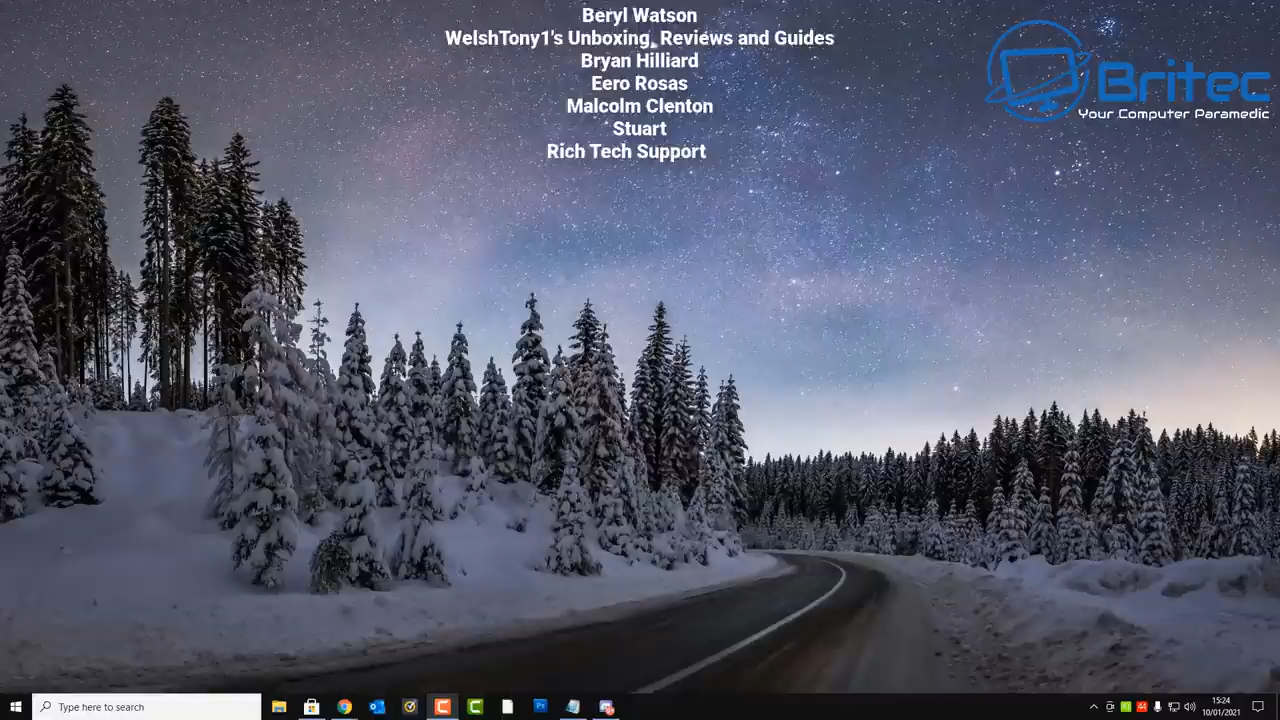 Beryl Watson
WelshTony1's Unboxing, Reviews and Guides
Bryan Hilliard
Eero Rosas
Malcolm Clenton
Stuart
Rich Tech Support
Britec
Your Computer Paramedic
Type here to search
44
15:24
10/01/2021